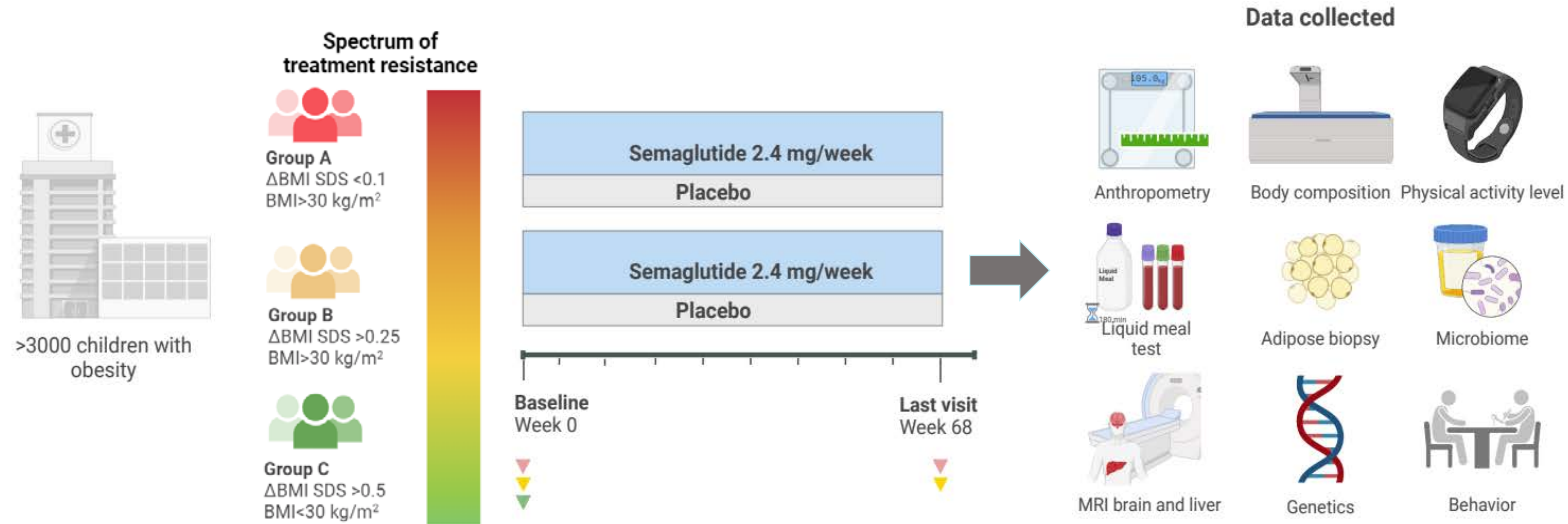 Data collected
Spectrum of
treatment resistance
>3000 children with
obesity
Group A
ΔBMI SDS <0.1
BMI>30 kg/m²
Group B
ΔBMI SDS >0.25
BMI>30 kg/m²
Group C
ΔBMI SDS >0.5
BMI<30 kg/m²
Semaglutide 2.4 mg/week
Placebo
Semaglutide 2.4 mg/week
Placebo
Baseline
Week 0
Last visit
Week 68
105.0kg
Anthropometry
Body composition
Physical activity level
Liquid
Meal
180 min
Liquid meal
test
Adipose biopsy
Microbiome
MRI brain and liver
Genetics
Behavior